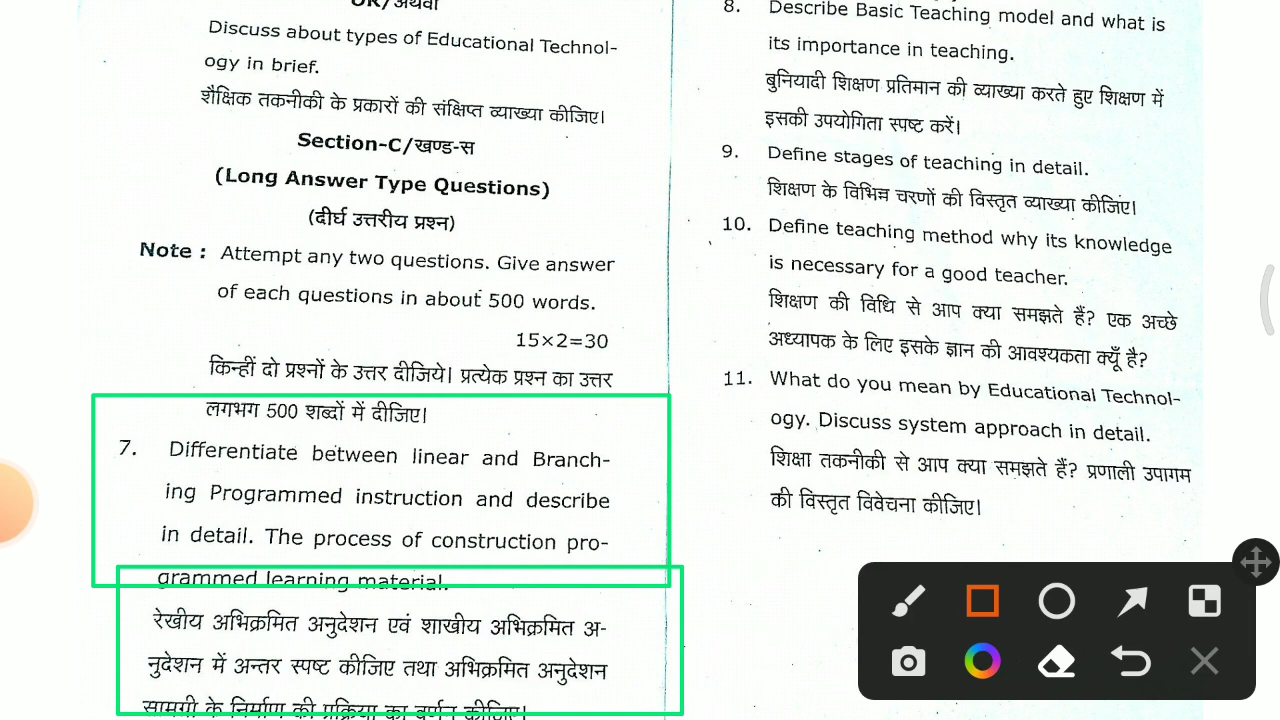 OR/अथवा
Discuss about types of Educational Technol-
ogy in brief.
शैक्षिक तकनीकी के प्रकारों की संक्षिप्त व्याख्या कीजिए।
Section-C/खण्ड-स
(Long Answer Type Questions)
(दीर्घ उत्तरीय प्रश्न)
Note : Attempt any two questions. Give answer
of each questions in about 500 words.
15×2=30
किन्हीं दो प्रश्नों के उत्तर दीजिये। प्रत्येक प्रश्न का उत्तर
लगभग 500 शब्दों में दीजिए।
7. Differentiate between linear and Branch-
ing Programmed instruction and describe
in detail. The process of construction pro-
grammed learning material.
रेखीय अभिक्रमित अनुदेशन एवं शाखीय अभिक्रमित अ-
नुदेशन में अन्तर स्पष्ट कीजिए तथा अभिक्रमित अनुदेशन
सामग्री के निर्माण की प्रक्रिया का वर्णन कीजिए।
8. Describe Basic Teaching model and what is
its importance in teaching.
बुनियादी शिक्षण प्रतिमान की व्याख्या करते हुए शिक्षण में
इसकी उपयोगिता स्पष्ट करें।
9. Define stages of teaching in detail.
शिक्षण के विभिन्न चरणों की विस्तृत व्याख्या कीजिए।
10. Define teaching method why its knowledge
is necessary for a good teacher.
शिक्षण की विधि से आप क्या समझते हैं? एक अच्छे
अध्यापक के लिए इसके ज्ञान की आवश्यकता क्यूँ है?
11. What do you mean by Educational Technol-
ogy. Discuss system approach in detail.
शिक्षा तकनीकी से आप क्या समझते हैं? प्रणाली उपागम
की विस्तृत विवेचना कीजिए।